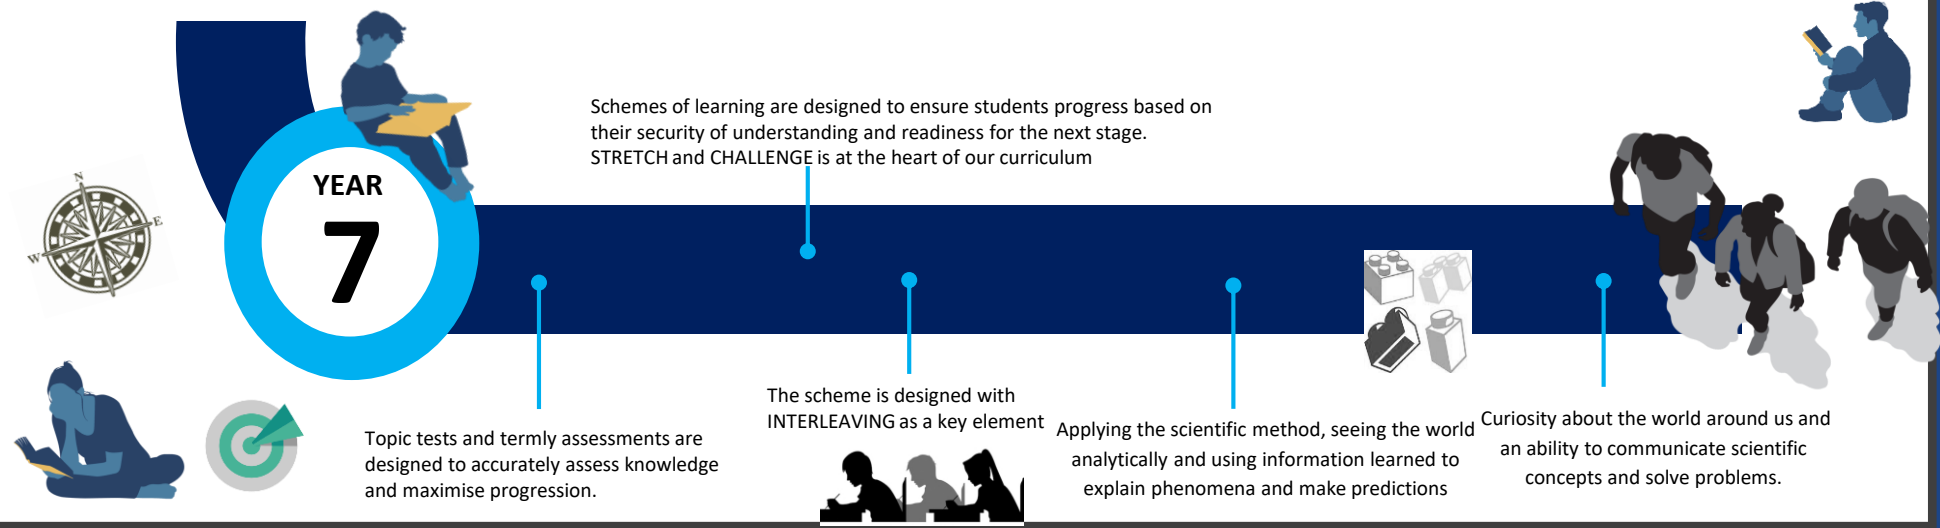 N
E
W
YEAR
7
Schemes of learning are designed to ensure students progress based on
their security of understanding and readiness for the next stage.
STRETCH and CHALLENGE is at the heart of our curriculum
Topic tests and termly assessments are
designed to accurately assess knowledge
and maximise progression.
The scheme is designed with
INTERLEAVING as a key element
Applying the scientific method, seeing the world
analytically and using information learned to
explain phenomena and make predictions
Curiosity about the world around us and
an ability to communicate scientific
concepts and solve problems.